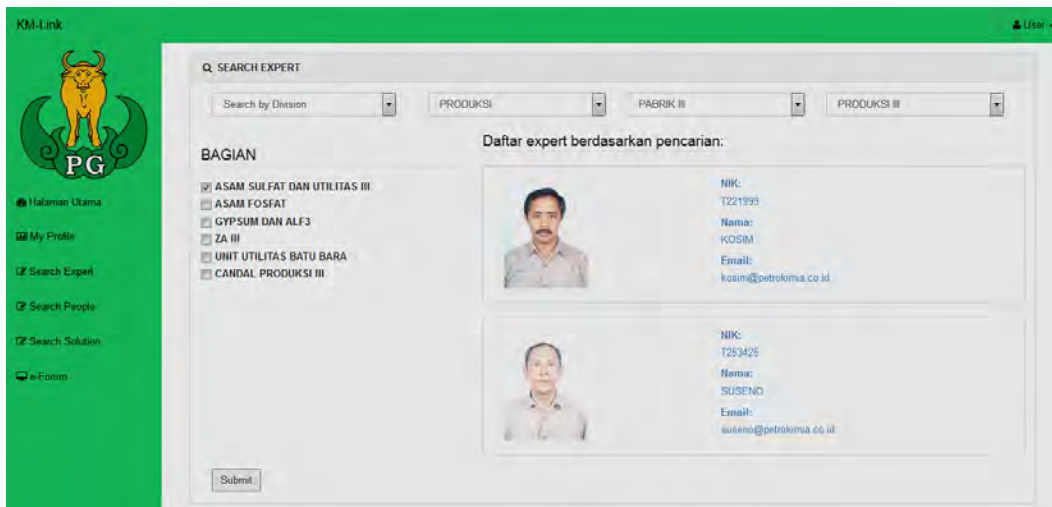 KM-Link
User
PG
Halaman Utama
My Profile
Search Expert
Search People
Search Solution
e-Forum
SEARCH EXPERT
Search by Division
PRODUKSI
PABRIK III
PRODUKSI III
BAGIAN
ASAM SULFAT DAN UTILITAS III
ASAM FOSFAT
GYPSUM DAN ALF3
ZA III
UNIT UTILITAS BATU BARA
CANDAL PRODUKSI III
Submit
Daftar expert berdasarkan pencarian:
NIK:
T221999
Nama:
KOSIM
Email:
kosim@petrokimia.co.id
NIK:
T253425
Nama:
SUSENO
Email:
suseno@petrokimia.co.id